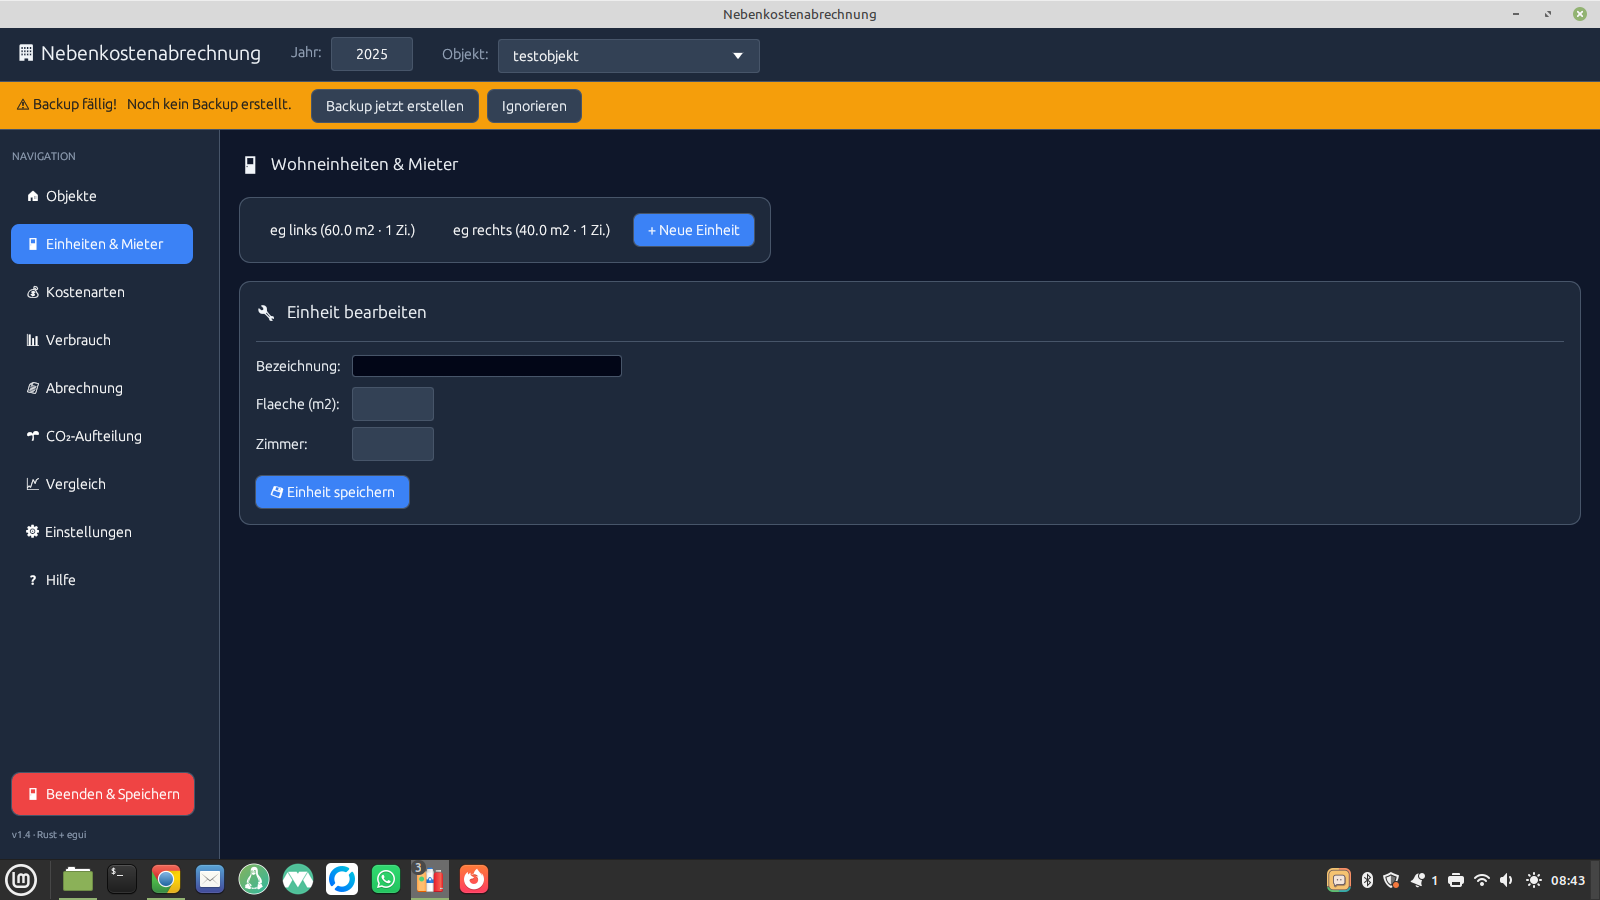 Nebenkostenabrechnung
Nebenkostenabrechnung Jahr: 2025 Objekt: testobjekt
⚠ Backup fällig! Noch kein Backup erstellt. Backup jetzt erstellen Ignorieren
NAVIGATION
Objekte
Einheiten & Mieter
Kostenarten
Verbrauch
Abrechnung
CO₂-Aufteilung
Vergleich
Einstellungen
? Hilfe
Beenden & Speichern
v1.4 · Rust + egui
Wohneinheiten & Mieter
eg links (60.0 m2 · 1 Zi.) eg rechts (40.0 m2 · 1 Zi.) + Neue Einheit
Einheit bearbeiten
Bezeichnung:
Flaeche (m2):
Zimmer:
Einheit speichern
$_ 3 1 08:43